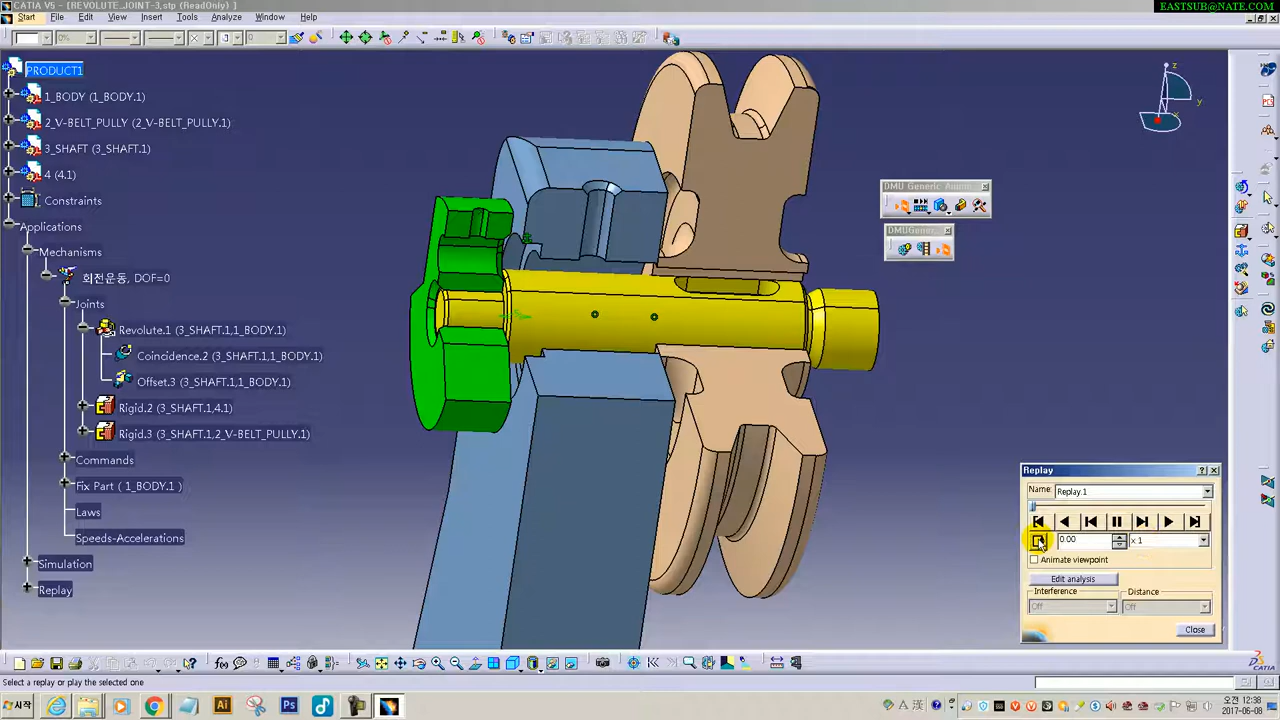 CATIA V5 - [REVOLUTE_JOINT-3.stp (ReadOnly)]
EASTSUB@NATE.COM
Start File Edit View Insert Tools Analyze Window Help
PRODUCT1
1_BODY (1_BODY.1)
2_V-BELT_PULLY (2_V-BELT_PULLY.1)
3_SHAFT (3_SHAFT.1)
4 (4.1)
Constraints
Applications
Mechanisms
회전운동, DOF=0
Joints
Revolute.1 (3_SHAFT.1,1_BODY.1)
Coincidence.2 (3_SHAFT.1,1_BODY.1)
Offset.3 (3_SHAFT.1,1_BODY.1)
Rigid.2 (3_SHAFT.1,4.1)
Rigid.3 (3_SHAFT.1,2_V-BELT_PULLY.1)
Commands
Fix Part ( 1_BODY.1 )
Laws
Speeds-Accelerations
Simulation
Replay
z
y
DMU Generic Anima...
DMUGener...
Replay
Name: Replay.1
0.00 x 1
Animate viewpoint
Edit analysis
Interference Distance
Off Off
Close
Select a replay or play the selected one
시작
오전 12:38
2017-06-08